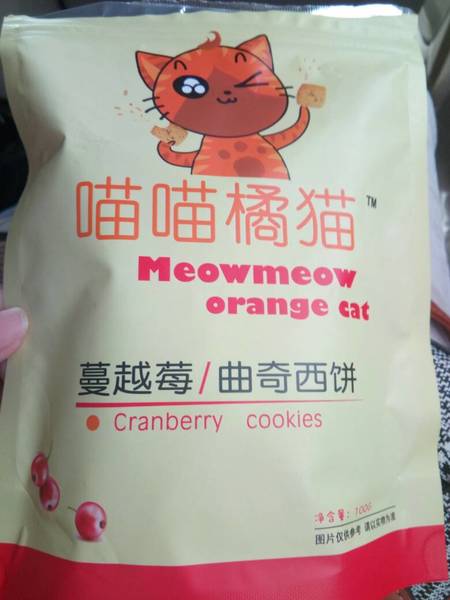 喵喵橘猫™
Meowmeow
orange cat
蔓越莓/曲奇西饼
Cranberry cookies
净含量: 100G
图片仅供参考 请以实物为准